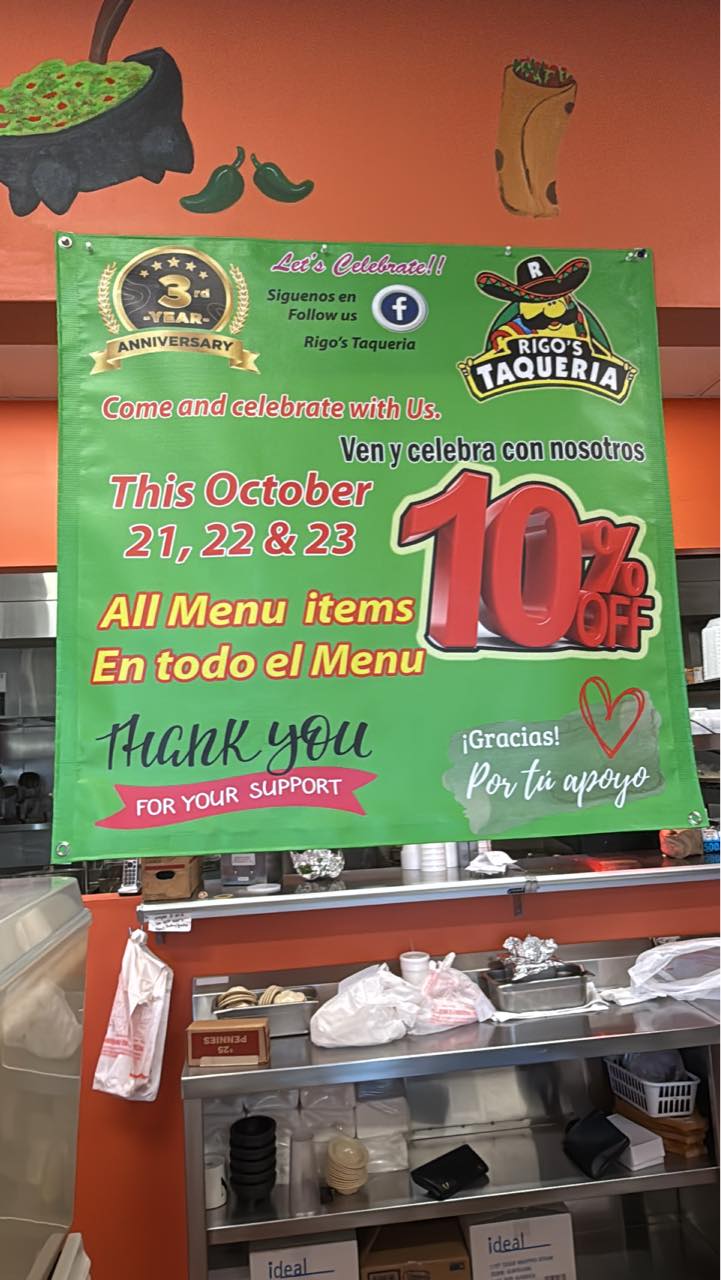 3rd
-YEAR-
ANNIVERSARY
Let's Celebrate!!
Siguenos en
Follow us
f
Rigo's Taqueria
R
RIGO'S
TAQUERIA
Come and celebrate with Us.
Ven y celebra con nosotros
This October
21, 22 & 23
10% OFF
All Menu items
En todo el Menu
THANK you
FOR YOUR SUPPORT
¡Gracias!
Por tú apoyo
$25
PENNIES
ideal
ideal